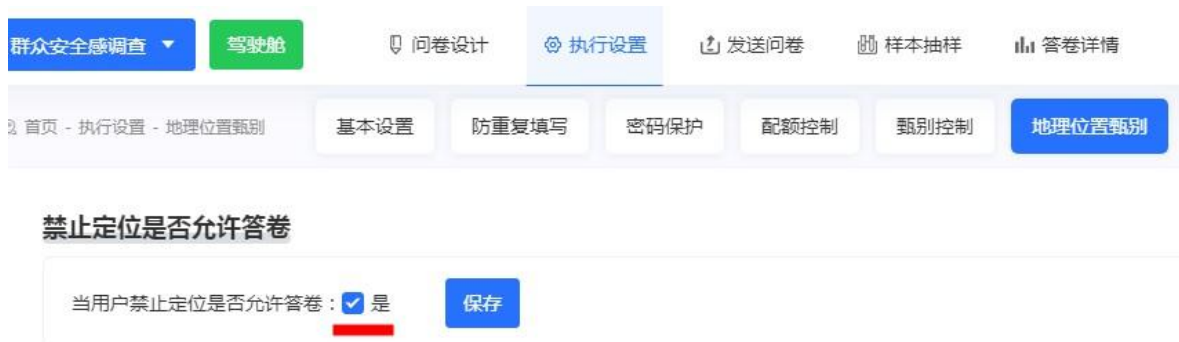 群众安全感调查 驾驶舱 问卷设计 执行设置 发送问卷 样本抽样 答卷详情
首页 - 执行设置 - 地理位置甄别 基本设置 防重复填写 密码保护 配额控制 甄别控制 地理位置甄别
禁止定位是否允许答卷
当用户禁止定位是否允许答卷：是 保存